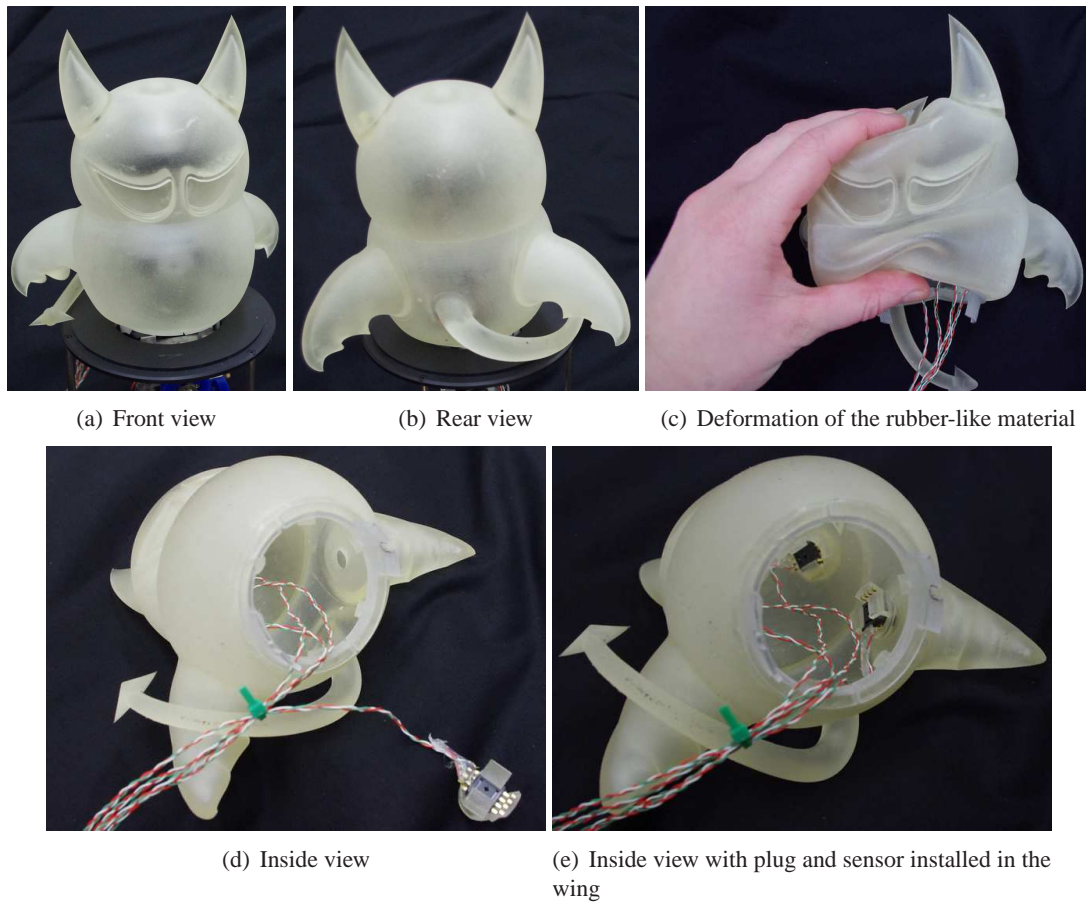 (a) Front view
(b) Rear view
(c) Deformation of the rubber-like material
(d) Inside view
(e) Inside view with plug and sensor installed in the
wing